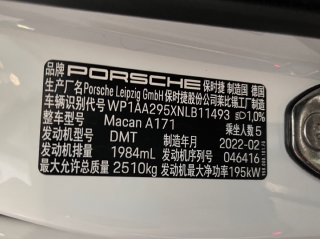 品牌 PORSCHE 保时捷 制造国 德国
生产厂名 Porsche Leipzig GmbH 保时捷股份公司莱比锡工厂制造
车辆识别代号 WP1AA295XNLB11493
整车型号 Macan A171 乘坐人数 5
发动机型号 DMT 制造年月 2022-02
发动机排量 1984mL 发动机序列号 046416
最大允许总质量 2510kg 发动机最大净功率 195kW